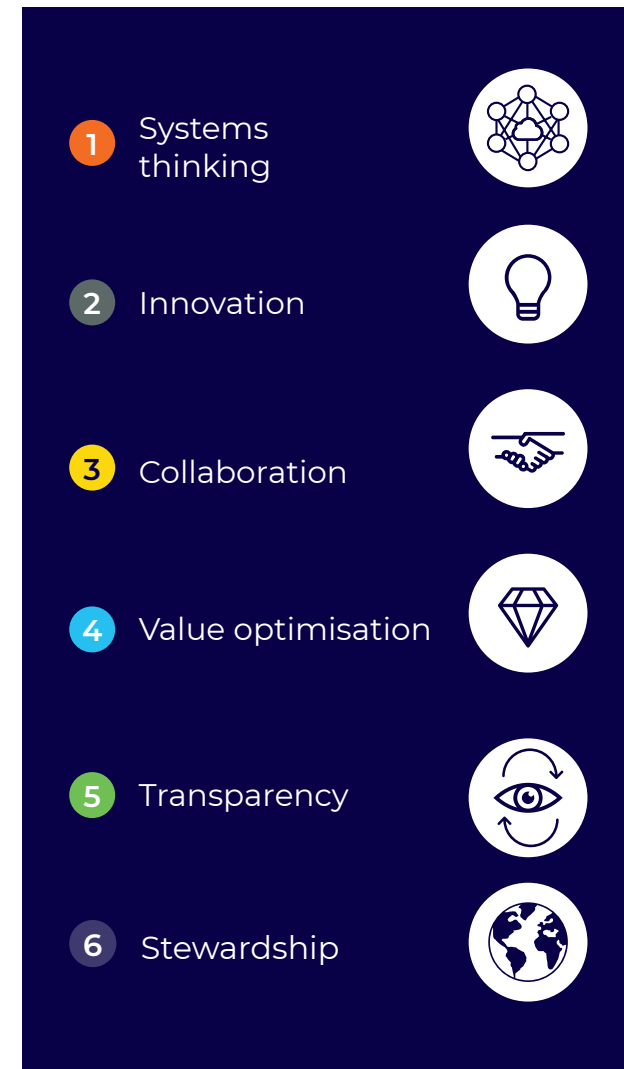 1 Systems
thinking
2 Innovation
3 Collaboration
4 Value optimisation
5 Transparency
6 Stewardship